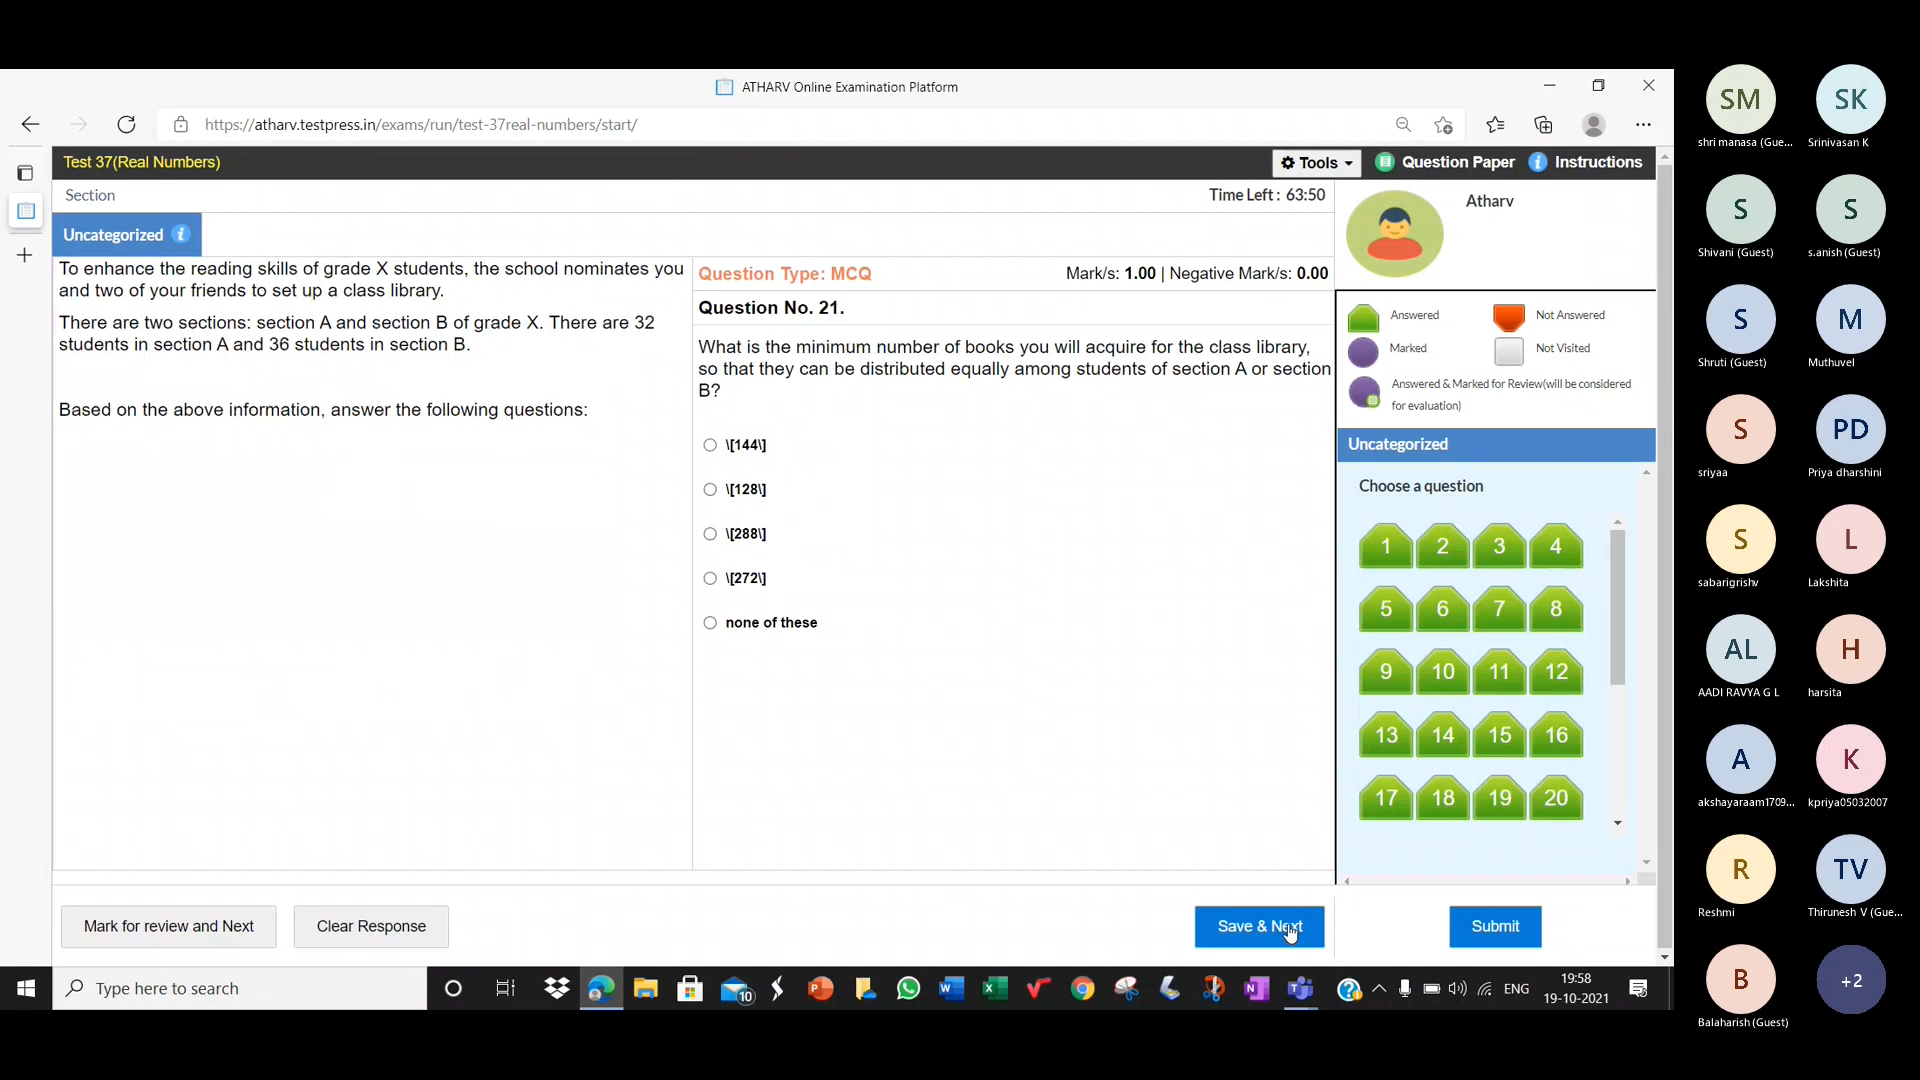 ATHARV Online Examination Platform
https://atharv.testpress.in/exams/run/test-37real-numbers/start/
Test 37(Real Numbers)
Tools
Question Paper
Instructions
Section
Time Left : 63:50
Atharv
Uncategorized
To enhance the reading skills of grade X students, the school nominates you
and two of your friends to set up a class library.
There are two sections: section A and section B of grade X. There are 32
students in section A and 36 students in section B.
Based on the above information, answer the following questions:
Question Type: MCQ
Mark/s: 1.00 | Negative Mark/s: 0.00
Question No. 21.
What is the minimum number of books you will acquire for the class library,
so that they can be distributed equally among students of section A or section
B?
\[144\]
\[128\]
\[288\]
\[272\]
none of these
Answered
Not Answered
Marked
Not Visited
Answered & Marked for Review(will be considered
for evaluation)
Uncategorized
Choose a question
1 2 3 4
5 6 7 8
9 10 11 12
13 14 15 16
17 18 19 20
Mark for review and Next
Clear Response
Save & Next
Submit
Type here to search
10
ENG
19:58
19-10-2021
SM
shri manasa (Gue...
SK
Srinivasan K
S
Shivani (Guest)
S
s.anish (Guest)
S
Shruti (Guest)
M
Muthuvel
S
sriyaa
PD
Priya dharshini
S
sabarigrishv
L
Lakshita
AL
AADI RAVYA G L
H
harsita
A
akshayaraam1709...
K
kpriya05032007
R
Reshmi
TV
Thirunesh V (Gue...
B
Balaharish (Guest)
+2